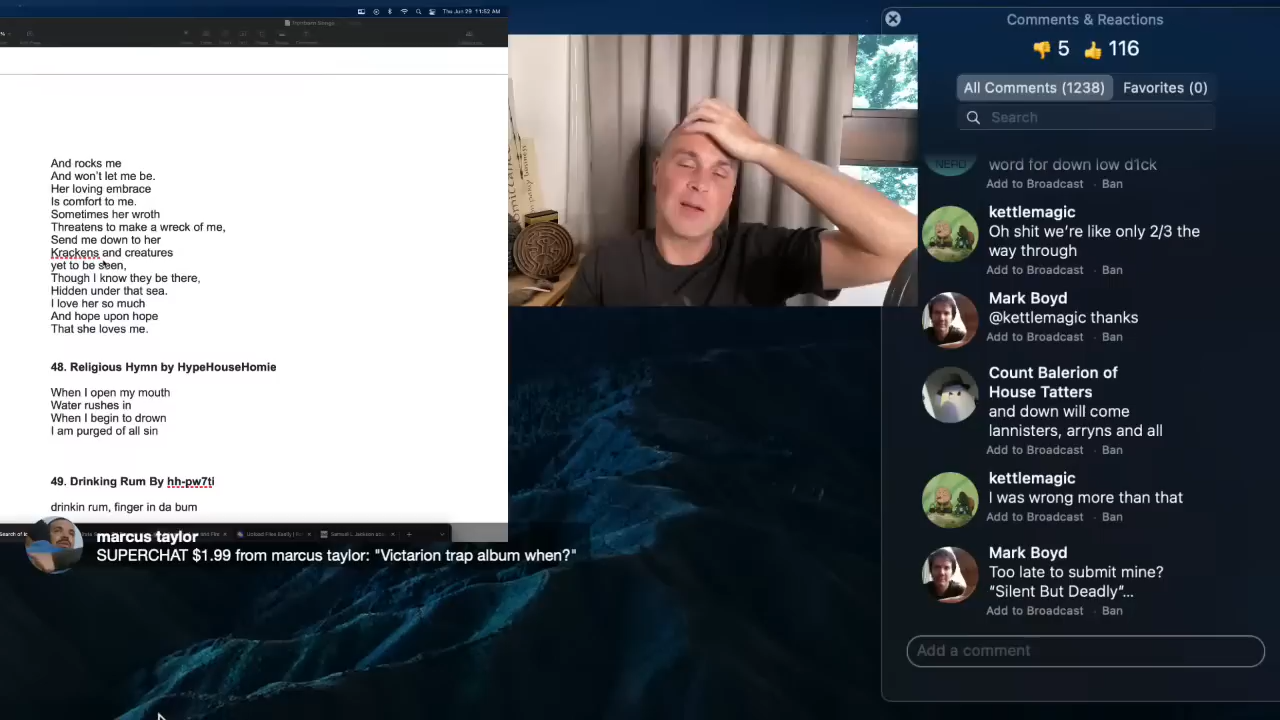 Thu Jun 29 11:52 AM
And rocks me
And won't let me be.
Her loving embrace
Is comfort to me.
Sometimes her wroth
Threatens to make a wreck of me,
Send me down to her
Krackens and creatures
yet to be seen,
Though I know they be there,
Hidden under that sea.
I love her so much
And hope upon hope
That she loves me.
48. Religious Hymn by HypeHouseHomie
When I open my mouth
Water rushes in
When I begin to drown
I am purged of all sin
49. Drinking Rum By hh-pw7ti
drinkin rum, finger in da bum
marcus taylor
SUPERCHAT $1.99 from marcus taylor: "Victarion trap album when?"
Comments & Reactions
5 116
All Comments (1238) Favorites (0)
Search
NERD
word for down low d1ck
Add to Broadcast · Ban
kettlemagic
Oh shit we're like only 2/3 the
way through
Add to Broadcast · Ban
Mark Boyd
@kettlemagic thanks
Add to Broadcast · Ban
Count Balerion of
House Tatters
and down will come
lannisters, arryns and all
Add to Broadcast · Ban
kettlemagic
I was wrong more than that
Add to Broadcast · Ban
Mark Boyd
Too late to submit mine?
"Silent But Deadly"...
Add to Broadcast · Ban
Add a comment